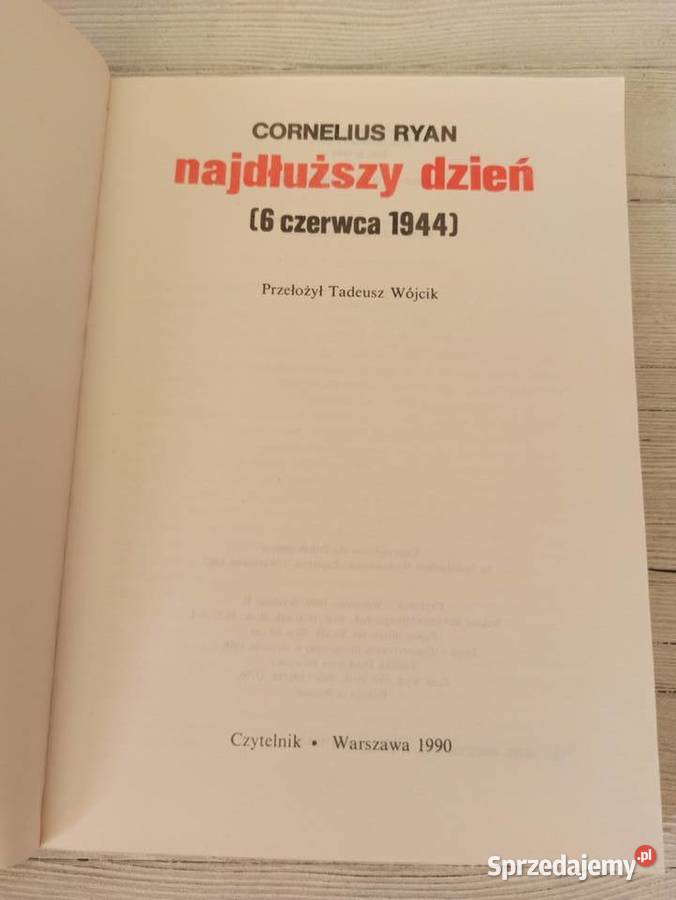 CORNELIUS RYAN
najdłuższy dzień
(6 czerwca 1944)
Przełożył Tadeusz Wójcik
Czytelnik • Warszawa 1990
Sprzedajemy.pl